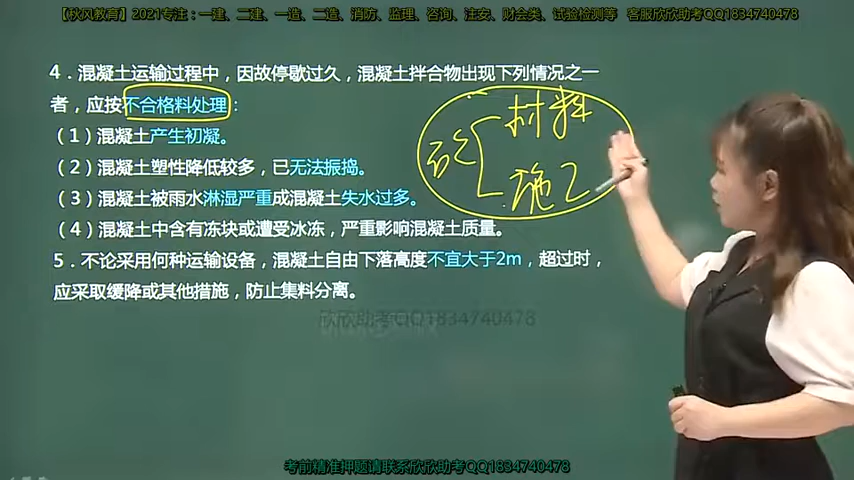 【秋风教育】2021专注：一建、二建、一造、二造、消防、监理、咨询、注安、财会类、试验检测等 客服欣欣助考QQ1834740478
4．混凝土运输过程中，因故停歇过久，混凝土拌合物出现下列情况之一
者，应按不合格料处理：
（1）混凝土产生初凝。
（2）混凝土塑性降低较多，已无法振捣。
（3）混凝土被雨水淋湿严重或混凝土失水过多。
（4）混凝土中含有冻块或遭受冰冻，严重影响混凝土质量。
5．不论采用何种运输设备，混凝土自由下落高度不宜大于2m，超过时，
应采取缓降或其他措施，防止集料分离。
材料
施工
欣欣助考QQ1834740478
考前精准押题请联系欣欣助考QQ1834740478